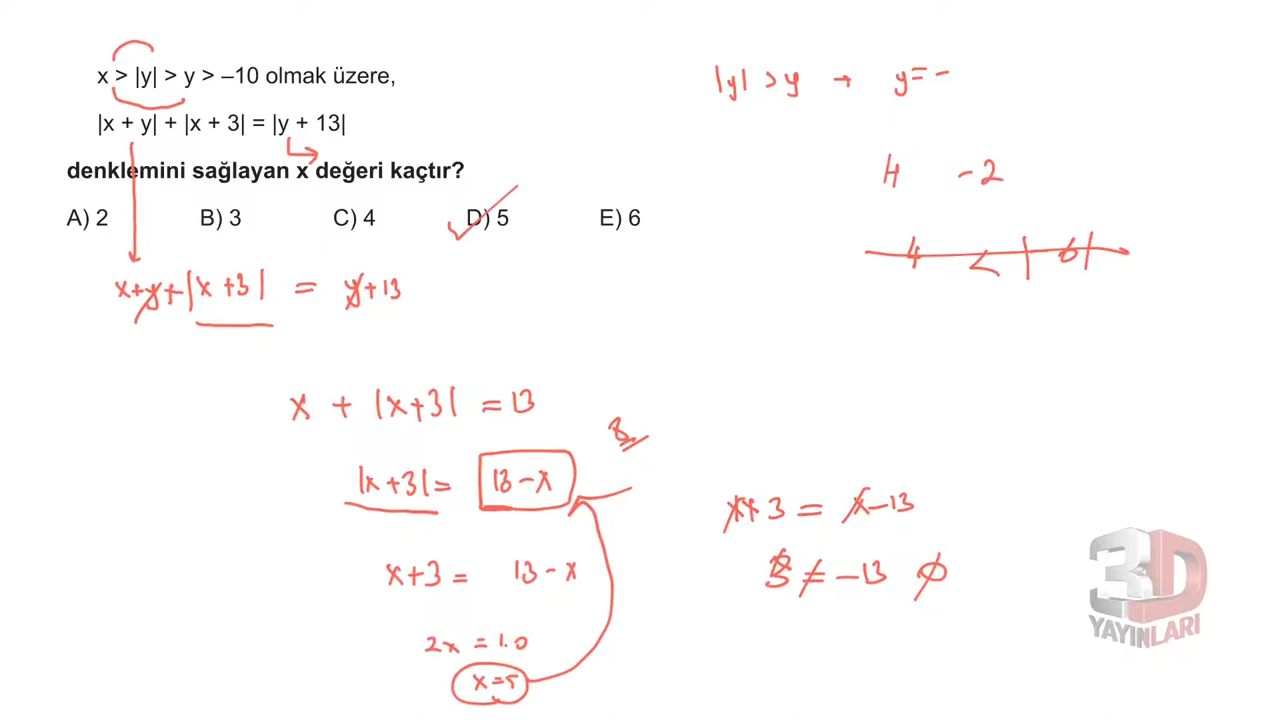 x > |y| > y > –10 olmak üzere,
|x + y| + |x + 3| = |y + 13|
denklemini sağlayan x değeri kaçtır?
A) 2 B) 3 C) 4 D) 5 E) 6
|y| > y → y = -
4 -2
4 < 6
x+y+|x+3| = y+13
x + |x+3| = 13
8
|x+3| = 13-x
x+3 = 13-x
2x = 10
x=5
x+3 = x-13
3 ≠ -13 ∅
3D
YAYINLARI